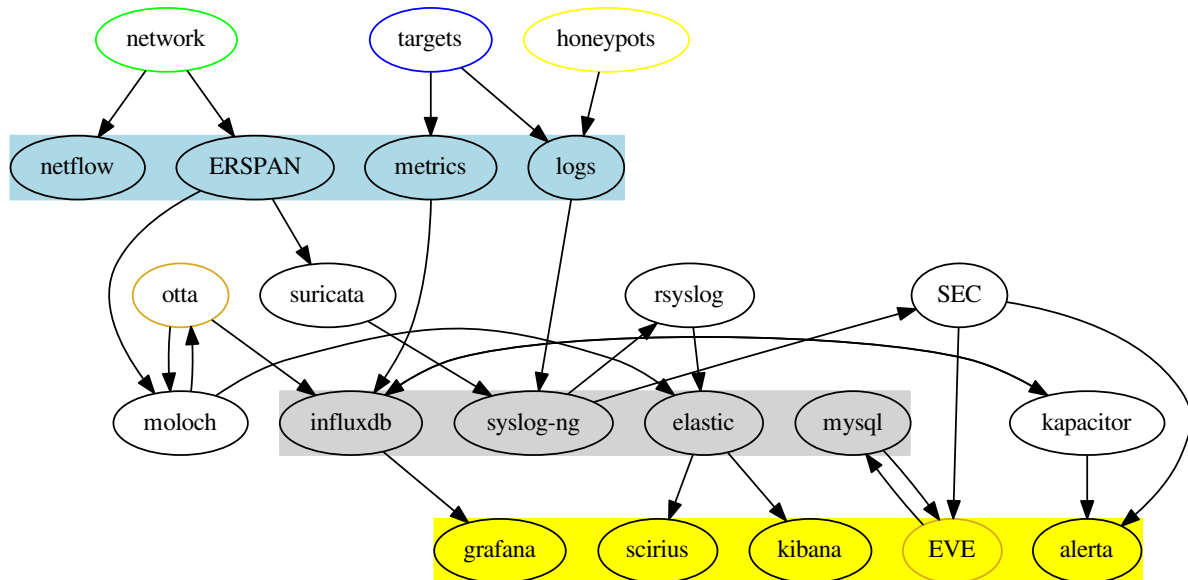 network targets honeypots
netflow ERSPAN metrics logs
otta suricata rsyslog SEC
moloch influxdb syslog-ng elastic mysql kapacitor
grafana scirius kibana EVE alerta